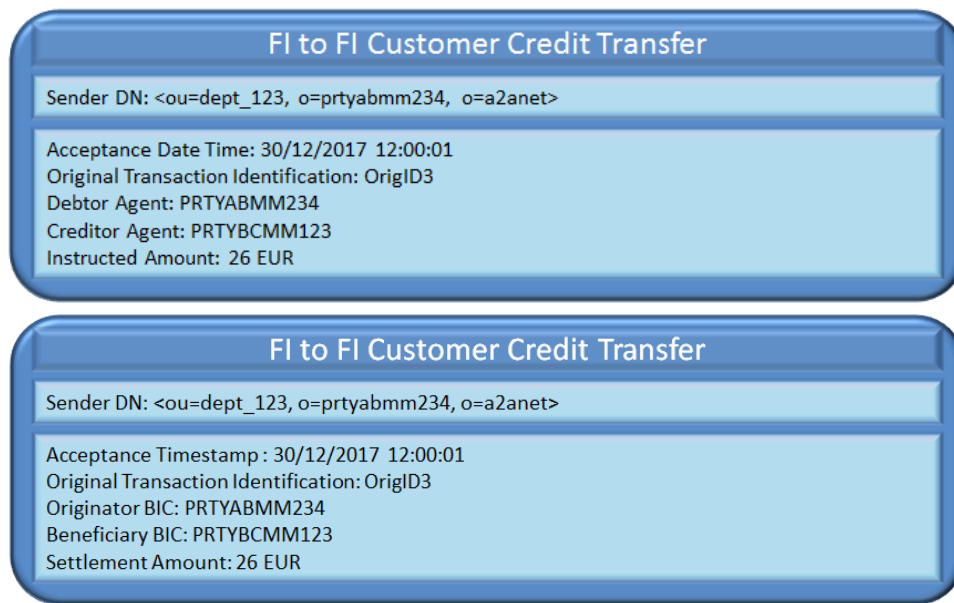 FI to FI Customer Credit Transfer
Sender DN: <ou=dept_123, o=prtyabmm234, o=a2anet>
Acceptance Date Time: 30/12/2017 12:00:01
Original Transaction Identification: OrigID3
Debtor Agent: PRTYABMM234
Creditor Agent: PRTYBCMM123
Instructed Amount: 26 EUR
FI to FI Customer Credit Transfer
Sender DN: <ou=dept_123, o=prtyabmm234, o=a2anet>
Acceptance Timestamp : 30/12/2017 12:00:01
Original Transaction Identification: OrigID3
Originator BIC: PRTYABMM234
Beneficiary BIC: PRTYBCMM123
Settlement Amount: 26 EUR